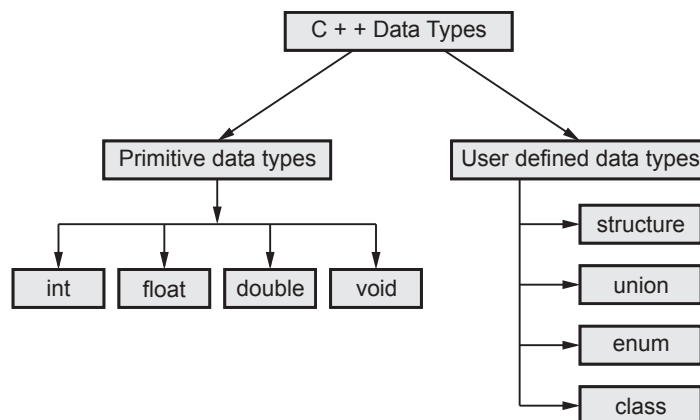 C + + Data Types
Primitive data types
User defined data types
int
float
double
void
structure
union
enum
class